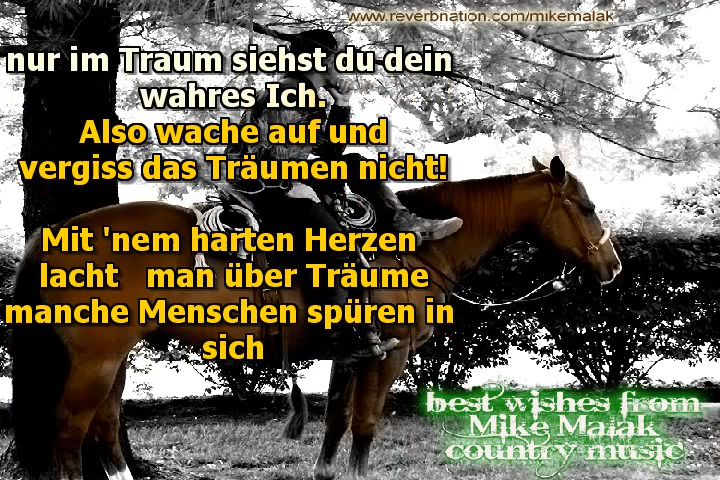 www.reverbnation.com/mikemalak
nur im Traum siehst du dein
wahres Ich.
Also wache auf und
vergiss das Träumen nicht!
Mit 'nem harten Herzen
lacht man über Träume
manche Menschen spüren in
sich
best wishes from
Mike Malak
country music